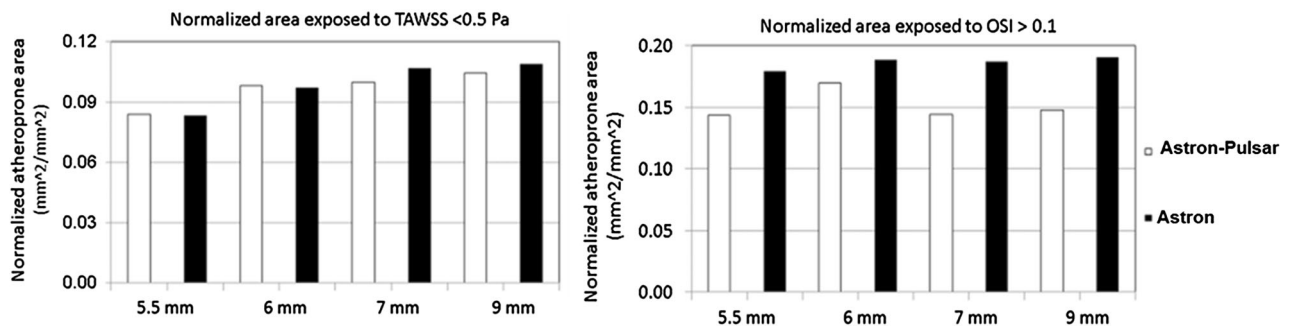 Normalized area exposed to TAWSS <0.5 Pa
Normalized atheroprone area
(mm^2/mm^2)
0.12
0.09
0.06
0.03
0.00
5.5 mm
6 mm
7 mm
9 mm
Normalized area exposed to OSI > 0.1
Normalized atheroprone area
(mm^2/mm^2)
0.20
0.15
0.10
0.05
0.00
5.5 mm
6 mm
7 mm
9 mm
Astron-Pulsar
Astron